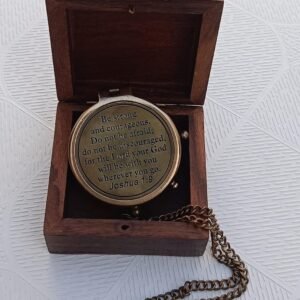 Be strong
and courageous.
Do not be afraid;
do not be discouraged,
for the Lord your God
will be with you
wherever you go.
Joshua 1:9